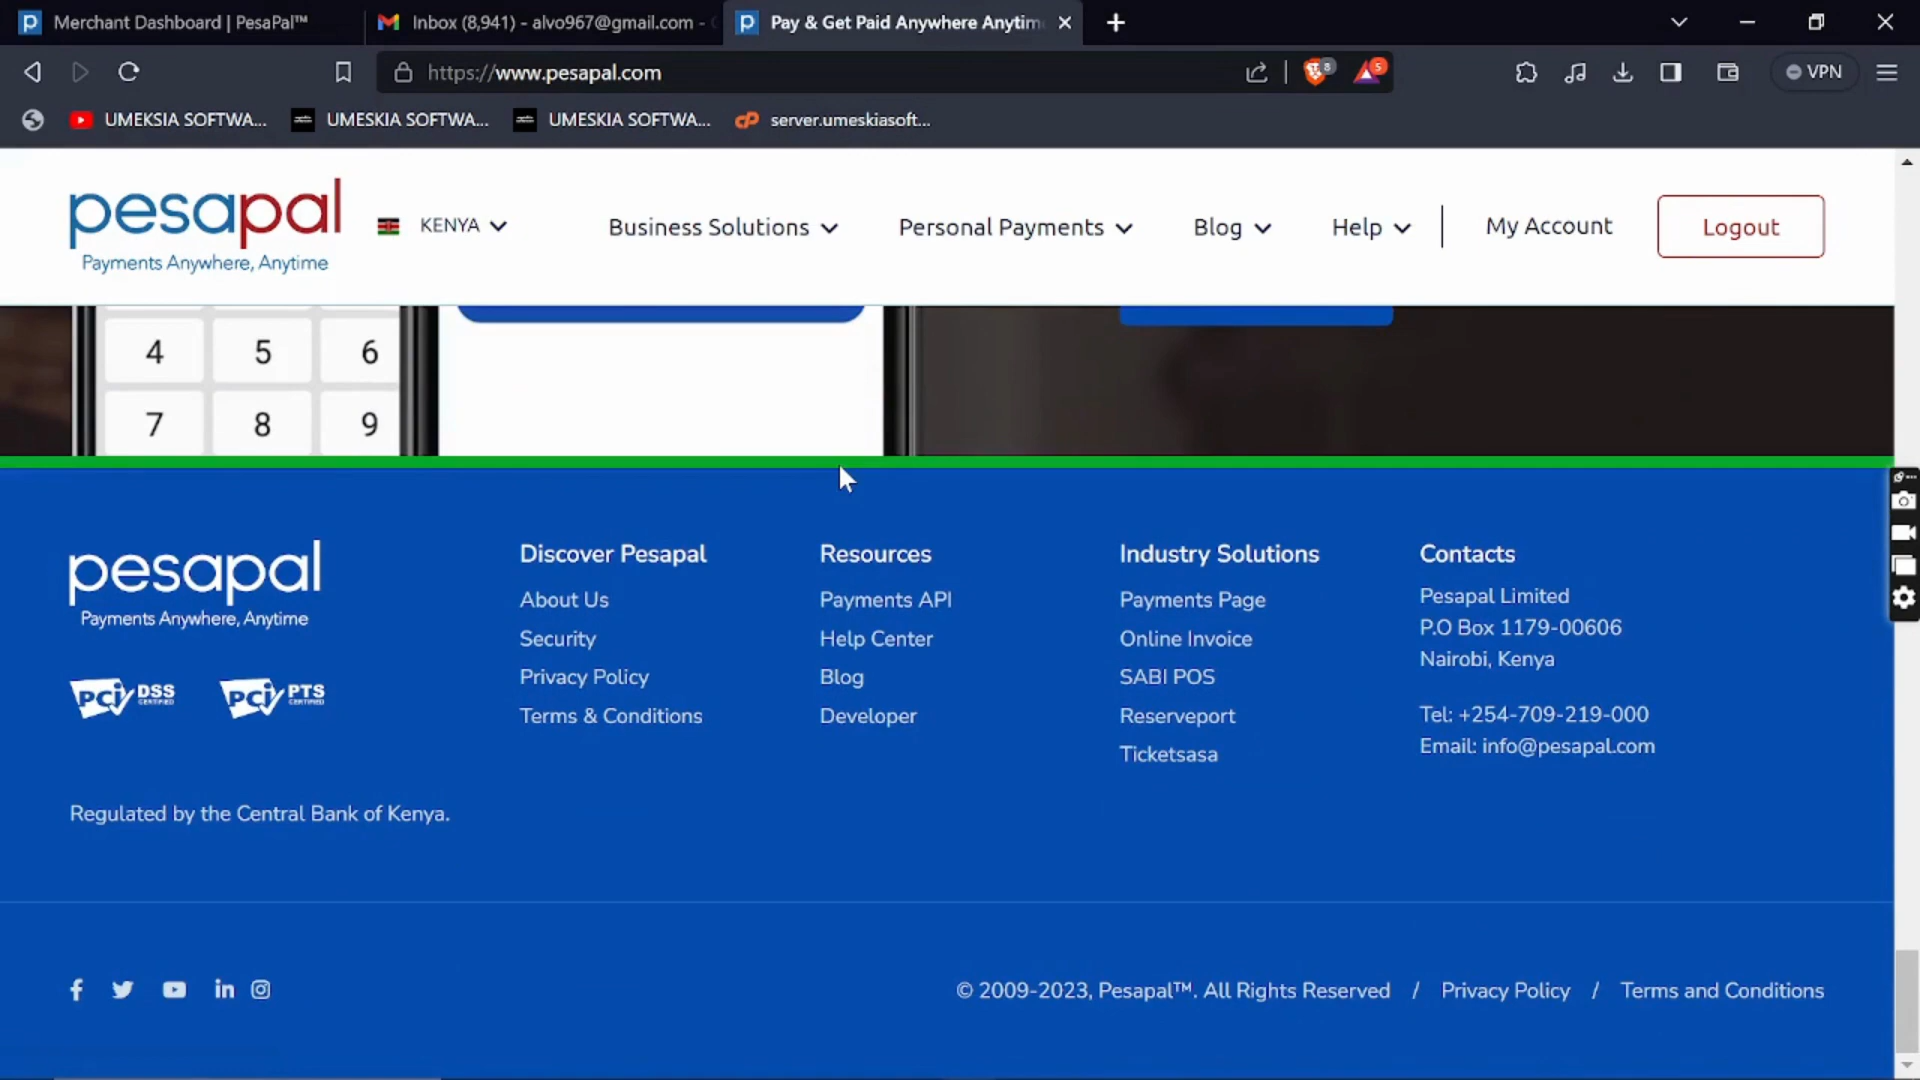 Merchant Dashboard | PesaPal™
Inbox (8,941) - alvo967@gmail.com -
Pay & Get Paid Anywhere Anytim
https://www.pesapal.com
8
5
VPN
UMEKSIA SOFTWA...
UMESKIA SOFTWA...
UMESKIA SOFTWA...
server.umeskiasoft...
pesapal
Payments Anywhere, Anytime
KENYA
Business Solutions
Personal Payments
Blog
Help
My Account
Logout
4 5 6
7 8 9
pesapal
Payments Anywhere, Anytime
PCI DSS CERTIFIED
PCI PTS CERTIFIED
Regulated by the Central Bank of Kenya.
Discover Pesapal
About Us
Security
Privacy Policy
Terms & Conditions
Resources
Payments API
Help Center
Blog
Developer
Industry Solutions
Payments Page
Online Invoice
SABI POS
Reserveport
Ticketsasa
Contacts
Pesapal Limited
P.O Box 1179-00606
Nairobi, Kenya
Tel: +254-709-219-000
Email: info@pesapal.com
© 2009-2023, Pesapal™. All Rights Reserved / Privacy Policy / Terms and Conditions